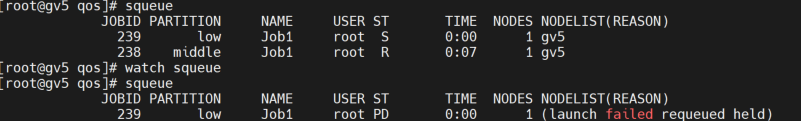 [root@gv5 qos]# squeue
JOBID PARTITION NAME USER ST TIME NODES NODELIST(REASON)
239 low Job1 root S 0:00 1 gv5
238 middle Job1 root R 0:07 1 gv5
[root@gv5 qos]# watch squeue
[root@gv5 qos]# squeue
JOBID PARTITION NAME USER ST TIME NODES NODELIST(REASON)
239 low Job1 root PD 0:00 1 (launch failed requeued held)